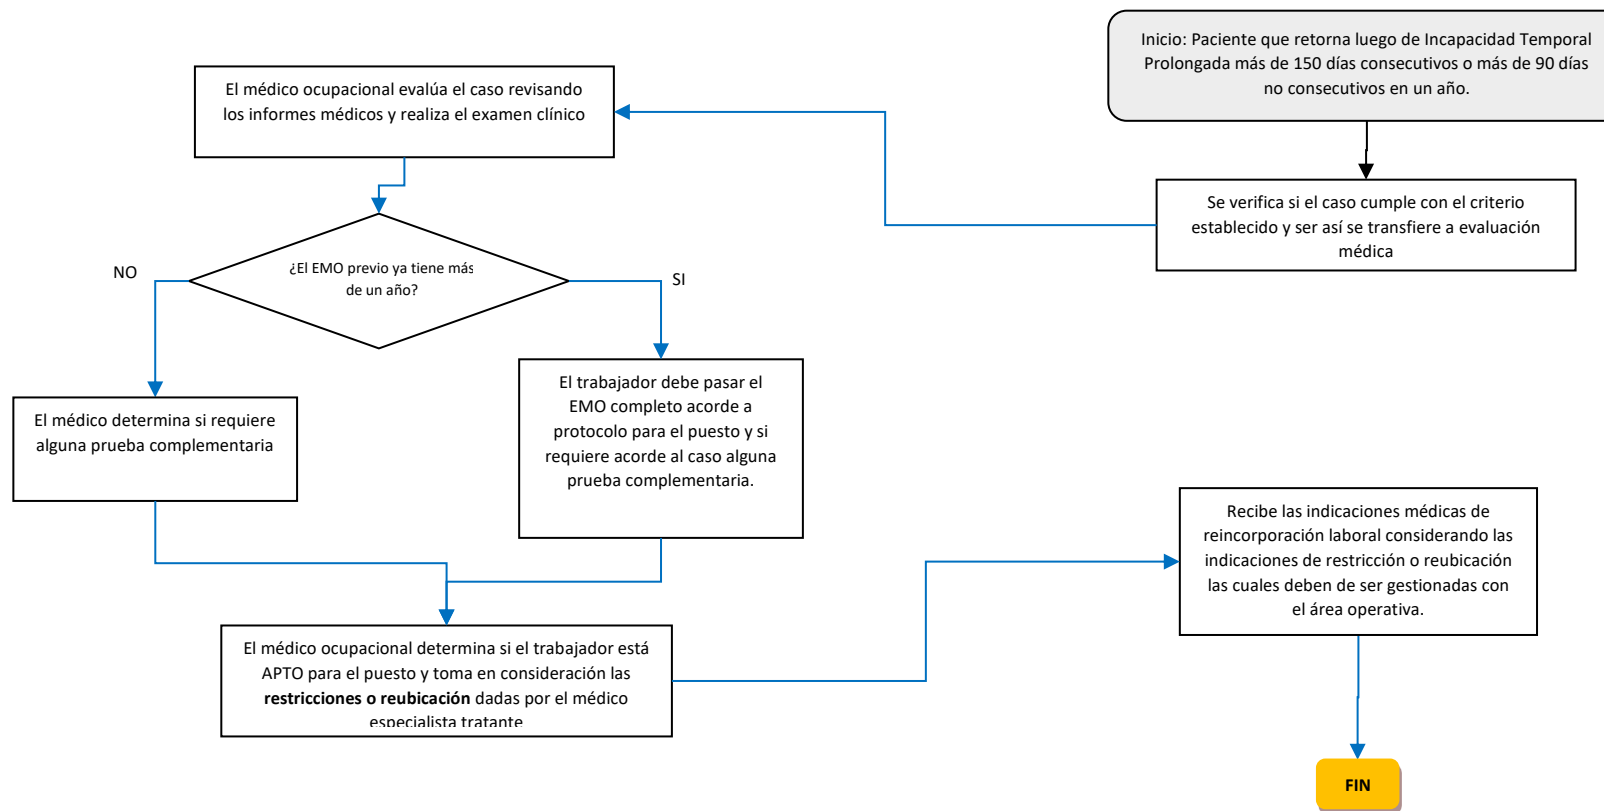 Inicio: Paciente que retorna luego de Incapacidad Temporal
Prolongada más de 150 días consecutivos o más de 90 días
no consecutivos en un año.
Se verifica si el caso cumple con el criterio
establecido y ser así se transfiere a evaluación
médica
El médico ocupacional evalúa el caso revisando
los informes médicos y realiza el examen clínico
¿El EMO previo ya tiene más
de un año?
NO
SI
El médico determina si requiere
alguna prueba complementaria
El trabajador debe pasar el
EMO completo acorde a
protocolo para el puesto y si
requiere acorde al caso alguna
prueba complementaria.
El médico ocupacional determina si el trabajador está
APTO para el puesto y toma en consideración las
restricciones o reubicación dadas por el médico
especialista tratante
Recibe las indicaciones médicas de
reincorporación laboral considerando las
indicaciones de restricción o reubicación
las cuales deben de ser gestionadas con
el área operativa.
FIN